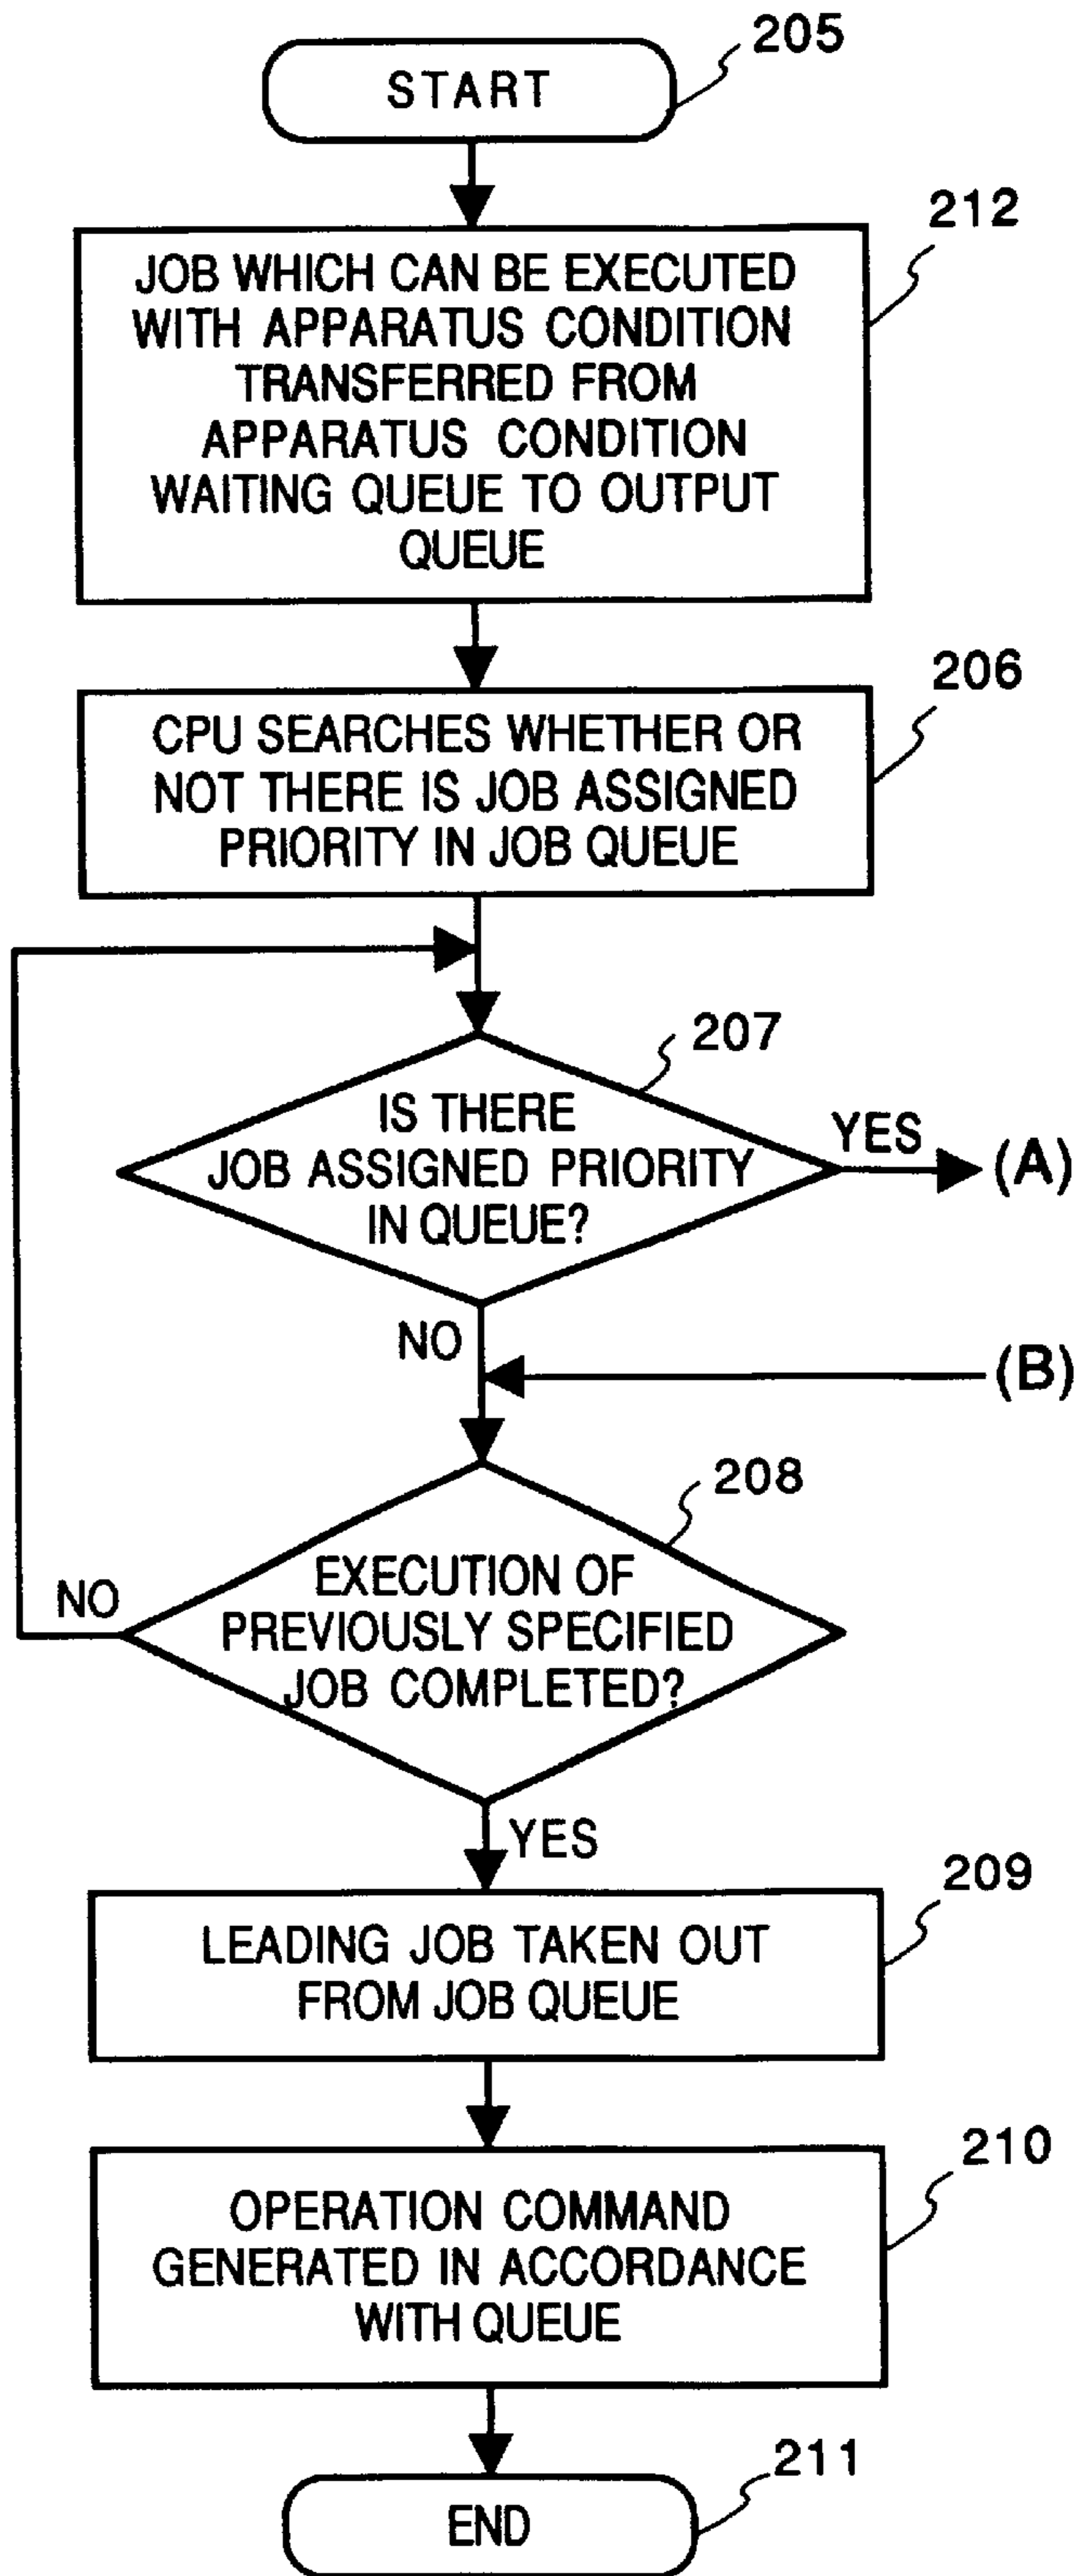 205
START
212
JOB WHICH CAN BE EXECUTED
WITH APPARATUS CONDITION
TRANSFERRED FROM
APPARATUS CONDITION
WAITING QUEUE TO OUTPUT
QUEUE
206
CPU SEARCHES WHETHER OR
NOT THERE IS JOB ASSIGNED
PRIORITY IN JOB QUEUE
207
IS THERE
JOB ASSIGNED PRIORITY
IN QUEUE?
YES
(A)
NO
(B)
208
EXECUTION OF
PREVIOUSLY SPECIFIED
JOB COMPLETED?
NO
YES
209
LEADING JOB TAKEN OUT
FROM JOB QUEUE
210
OPERATION COMMAND
GENERATED IN ACCORDANCE
WITH QUEUE
211
END